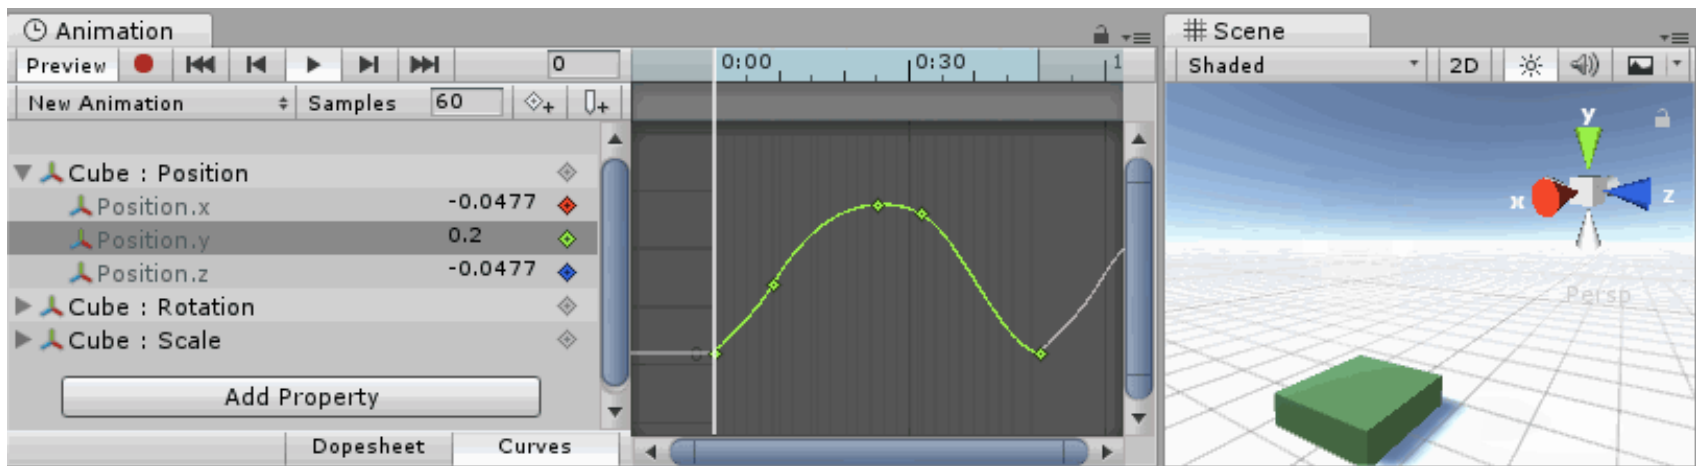 Animation
Preview
0
0:00
0:30
1
New Animation
Samples
60
Cube : Position
Position.x
-0.0477
Position.y
0.2
Position.z
-0.0477
Cube : Rotation
Cube : Scale
0
Add Property
Dopesheet
Curves
# Scene
Shaded
2D
y
x
z
Persp